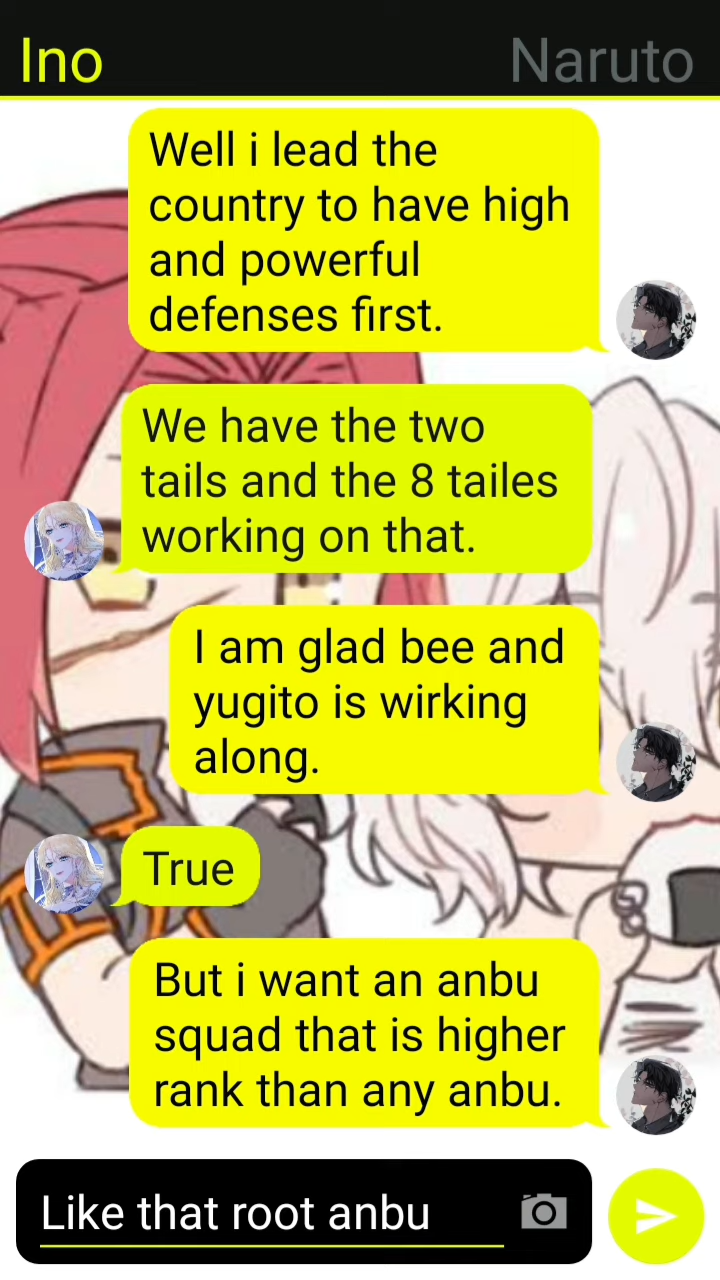 Ino
Naruto
Well i lead the
country to have high
and powerful
defenses first.
We have the two
tails and the 8 tailes
working on that.
I am glad bee and
yugito is wirking
along.
True
But i want an anbu
squad that is higher
rank than any anbu.
Like that root anbu